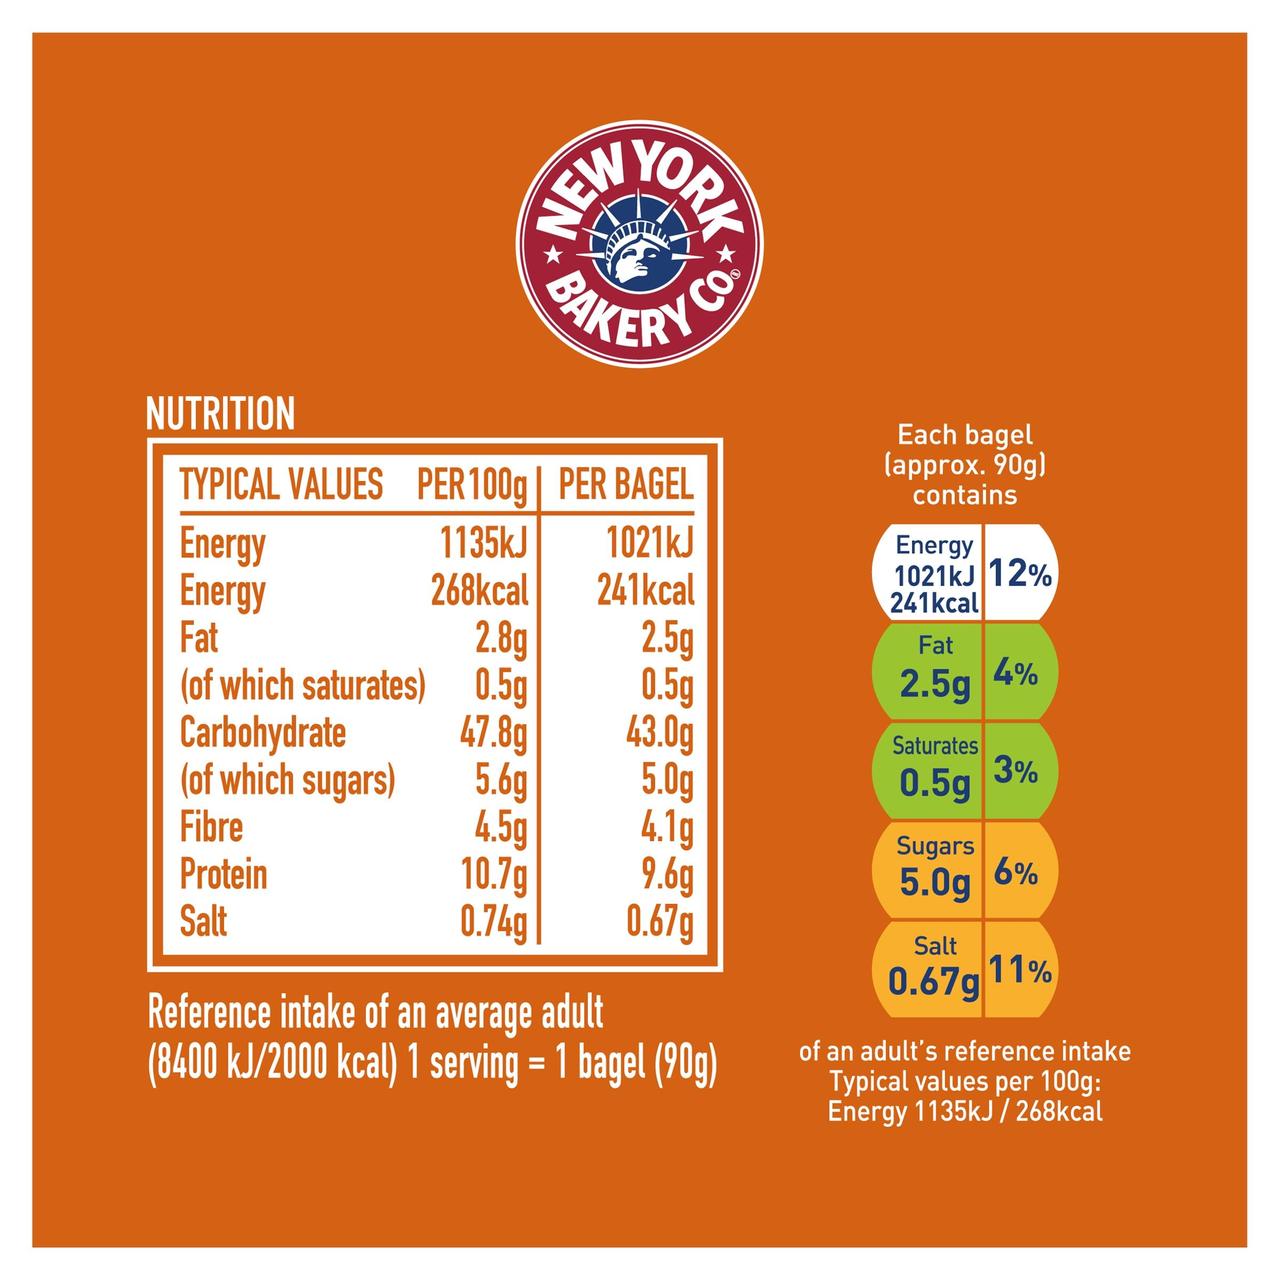 NEW YORK
BAKERY CO
NUTRITION
TYPICAL VALUES PER 100g PER BAGEL
Energy 1135kJ 1021kJ
Energy 268kcal 241kcal
Fat 2.8g 2.5g
(of which saturates) 0.5g 0.5g
Carbohydrate 47.8g 43.0g
(of which sugars) 5.6g 5.0g
Fibre 4.5g 4.1g
Protein 10.7g 9.6g
Salt 0.74g 0.67g
Reference intake of an average adult
(8400 kJ/2000 kcal) 1 serving = 1 bagel (90g)
Each bagel
(approx. 90g)
contains
Energy
1021kJ 12%
241kcal
Fat
2.5g 4%
Saturates
0.5g 3%
Sugars
5.0g 6%
Salt
0.67g 11%
of an adult's reference intake
Typical values per 100g:
Energy 1135kJ / 268kcal